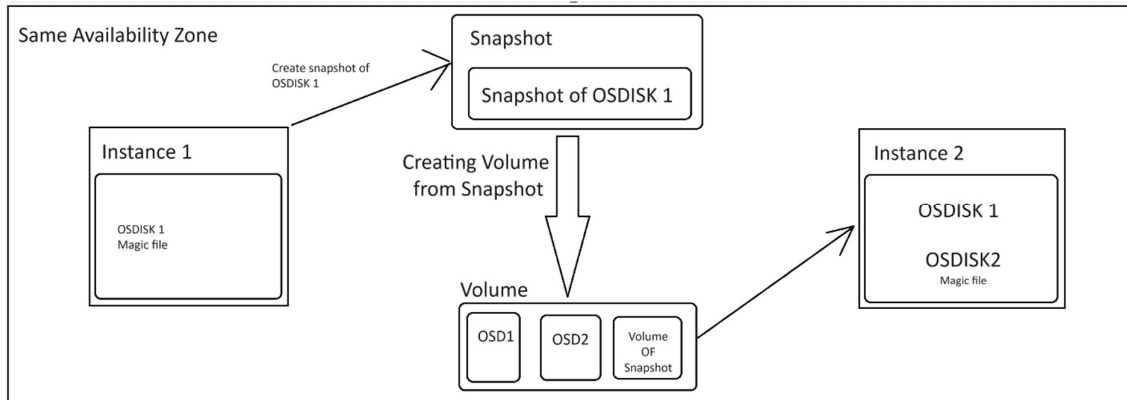 Same Availability Zone
Create snapshot of
OSDISK 1
Snapshot
Snapshot of OSDISK 1
Instance 1
OSDISK 1
Magic file
Creating Volume
from Snapshot
Volume
OSD1
OSD2
Volume
OF
Snapshot
Instance 2
OSDISK 1
OSDISK2
Magic file